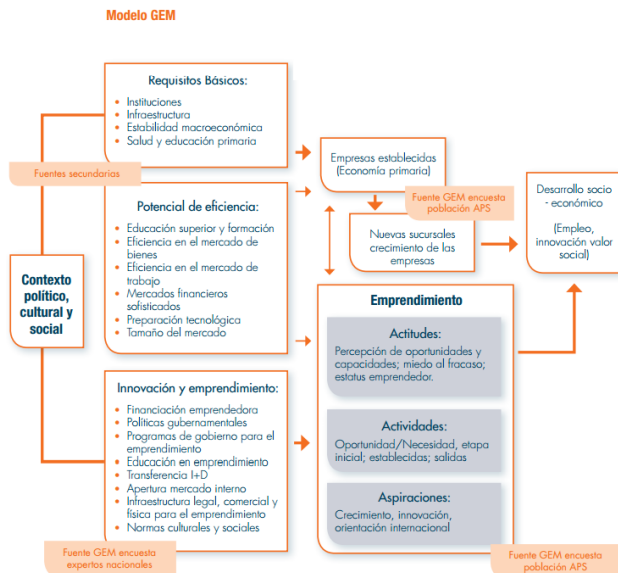 Modelo GEM
Requisitos Básicos:
• Instituciones
• Infraestructura
• Estabilidad macroeconómica
• Salud y educación primaria
Fuentes secundarias
Potencial de eficiencia:
• Educación superior y formación
• Eficiencia en el mercado de
bienes
• Eficiencia en el mercado de
trabajo
• Mercados financieros
sofisticados
• Preparación tecnológica
• Tamaño del mercado
Contexto
político,
cultural y
social
Innovación y emprendimiento:
• Financiación emprendedora
• Políticas gubernamentales
• Programas de gobierno para el
emprendimiento
• Educación en emprendimiento
• Transferencia I+D
• Apertura mercado interno
• Infraestructura legal, comercial y
física para el emprendimiento
• Normas culturales y sociales
Fuente GEM encuesta
expertos nacionales
Empresas establecidas
(Economía primaria)
Fuente GEM encuesta
población APS
Nuevas sucursales
crecimiento de las
empresas
Desarrollo socio
- económico
(Empleo,
innovación valor
social)
Emprendimiento
Actitudes:
Percepción de oportunidades y
capacidades; miedo al fracaso;
estatus emprendedor.
Actividades:
Oportunidad/Necesidad, etapa
inicial; establecidas; salidas
Aspiraciones:
Crecimiento, innovación,
orientación internacional
Fuente GEM encuesta
población APS